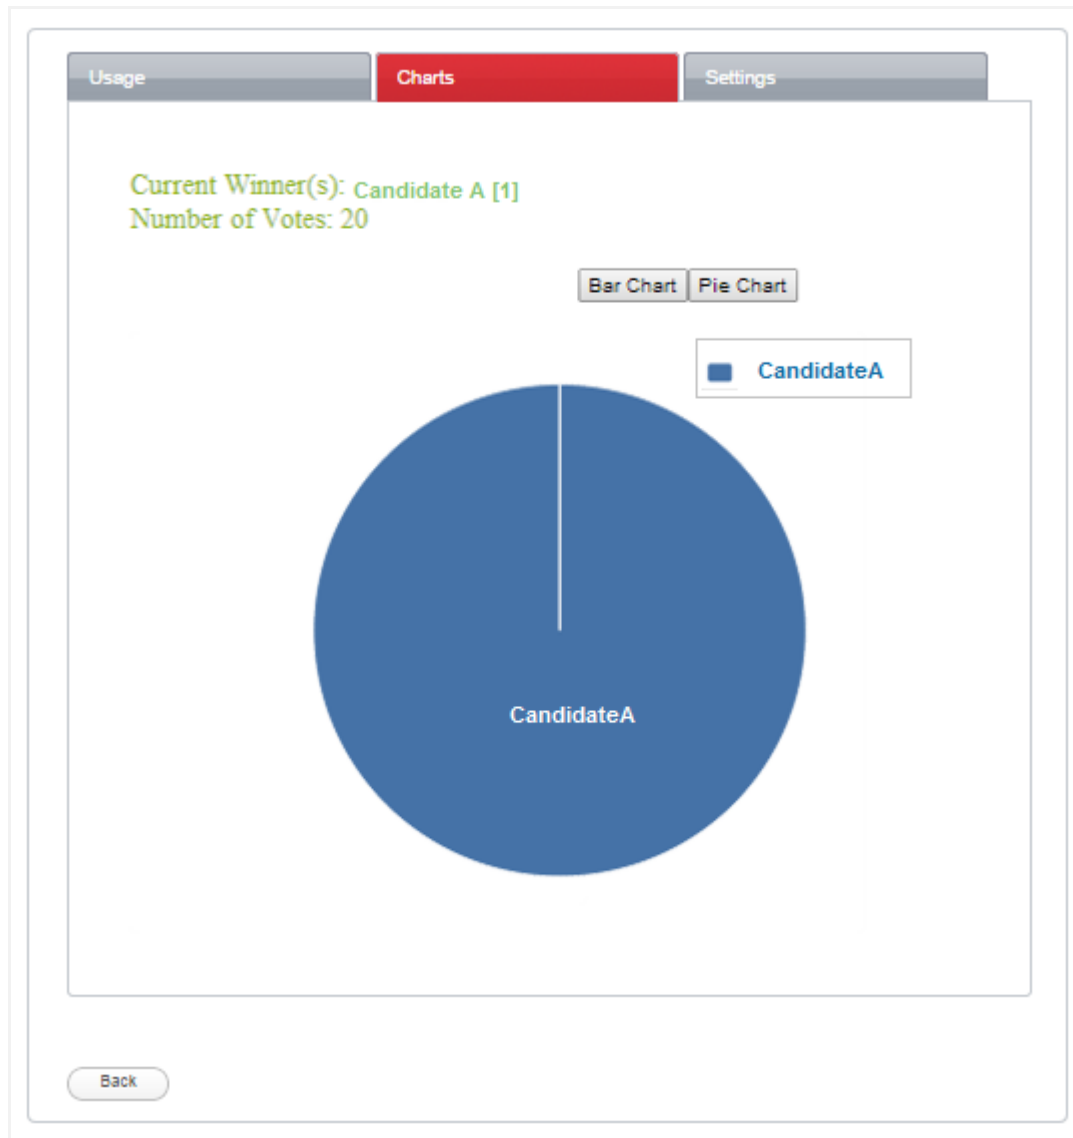 Usage Charts Settings
Current Winner(s): Candidate A [1]
Number of Votes: 20
Bar Chart Pie Chart
CandidateA
CandidateA
Back